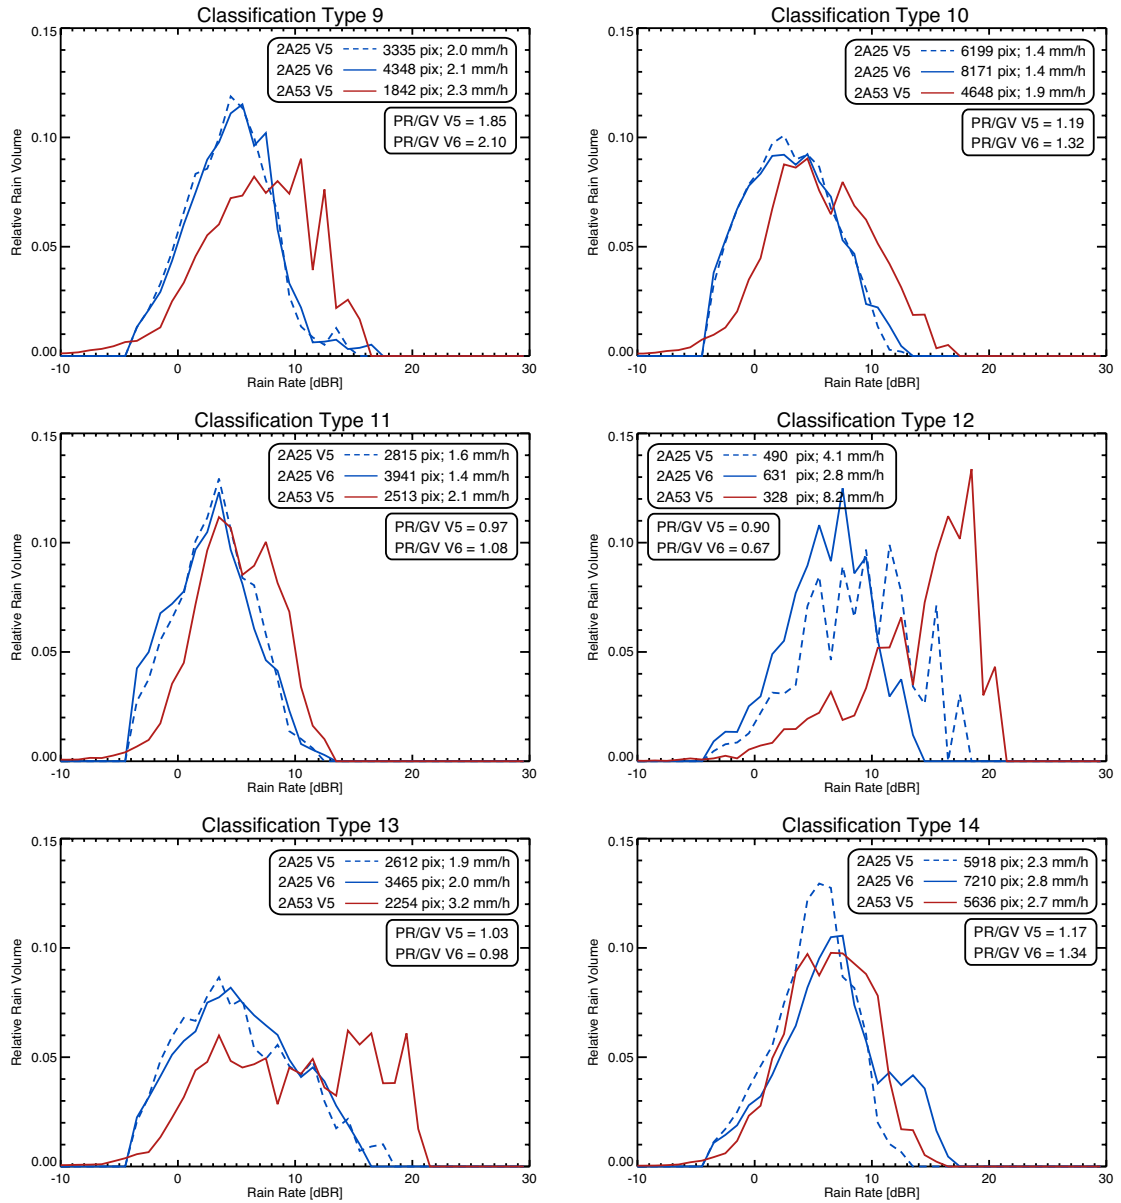 Classification Type 9
0.15
0.10
0.05
0.00
Relative Rain Volume
2A25 V5 3335 pix; 2.0 mm/h
2A25 V6 4348 pix; 2.1 mm/h
2A53 V5 1842 pix; 2.3 mm/h
PR/GV V5 = 1.85
PR/GV V6 = 2.10
-10 0 10 20 30
Rain Rate [dBR]
Classification Type 10
0.15
0.10
0.05
0.00
Relative Rain Volume
2A25 V5 6199 pix; 1.4 mm/h
2A25 V6 8171 pix; 1.4 mm/h
2A53 V5 4648 pix; 1.9 mm/h
PR/GV V5 = 1.19
PR/GV V6 = 1.32
-10 0 10 20 30
Rain Rate [dBR]
Classification Type 11
0.15
0.10
0.05
0.00
Relative Rain Volume
2A25 V5 2815 pix; 1.6 mm/h
2A25 V6 3941 pix; 1.4 mm/h
2A53 V5 2513 pix; 2.1 mm/h
PR/GV V5 = 0.97
PR/GV V6 = 1.08
-10 0 10 20 30
Rain Rate [dBR]
Classification Type 12
0.15
0.10
0.05
0.00
Relative Rain Volume
2A25 V5 490 pix; 4.1 mm/h
2A25 V6 631 pix; 2.8 mm/h
2A53 V5 328 pix; 8.2 mm/h
PR/GV V5 = 0.90
PR/GV V6 = 0.67
-10 0 10 20 30
Rain Rate [dBR]
Classification Type 13
0.15
0.10
0.05
0.00
Relative Rain Volume
2A25 V5 2612 pix; 1.9 mm/h
2A25 V6 3465 pix; 2.0 mm/h
2A53 V5 2254 pix; 3.2 mm/h
PR/GV V5 = 1.03
PR/GV V6 = 0.98
-10 0 10 20 30
Rain Rate [dBR]
Classification Type 14
0.15
0.10
0.05
0.00
Relative Rain Volume
2A25 V5 5918 pix; 2.3 mm/h
2A25 V6 7210 pix; 2.8 mm/h
2A53 V5 5636 pix; 2.7 mm/h
PR/GV V5 = 1.17
PR/GV V6 = 1.34
-10 0 10 20 30
Rain Rate [dBR]